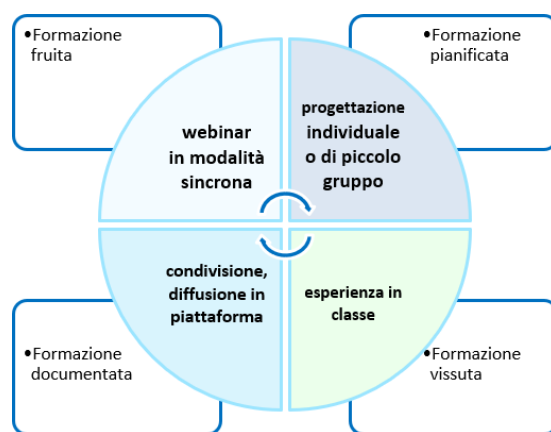 •Formazione
fruita
•Formazione
pianificata
webinar
in modalità
sincrona
progettazione
individuale
o di piccolo
gruppo
condivisione,
diffusione in
piattaforma
esperienza in
classe
•Formazione
documentata
•Formazione
vissuta